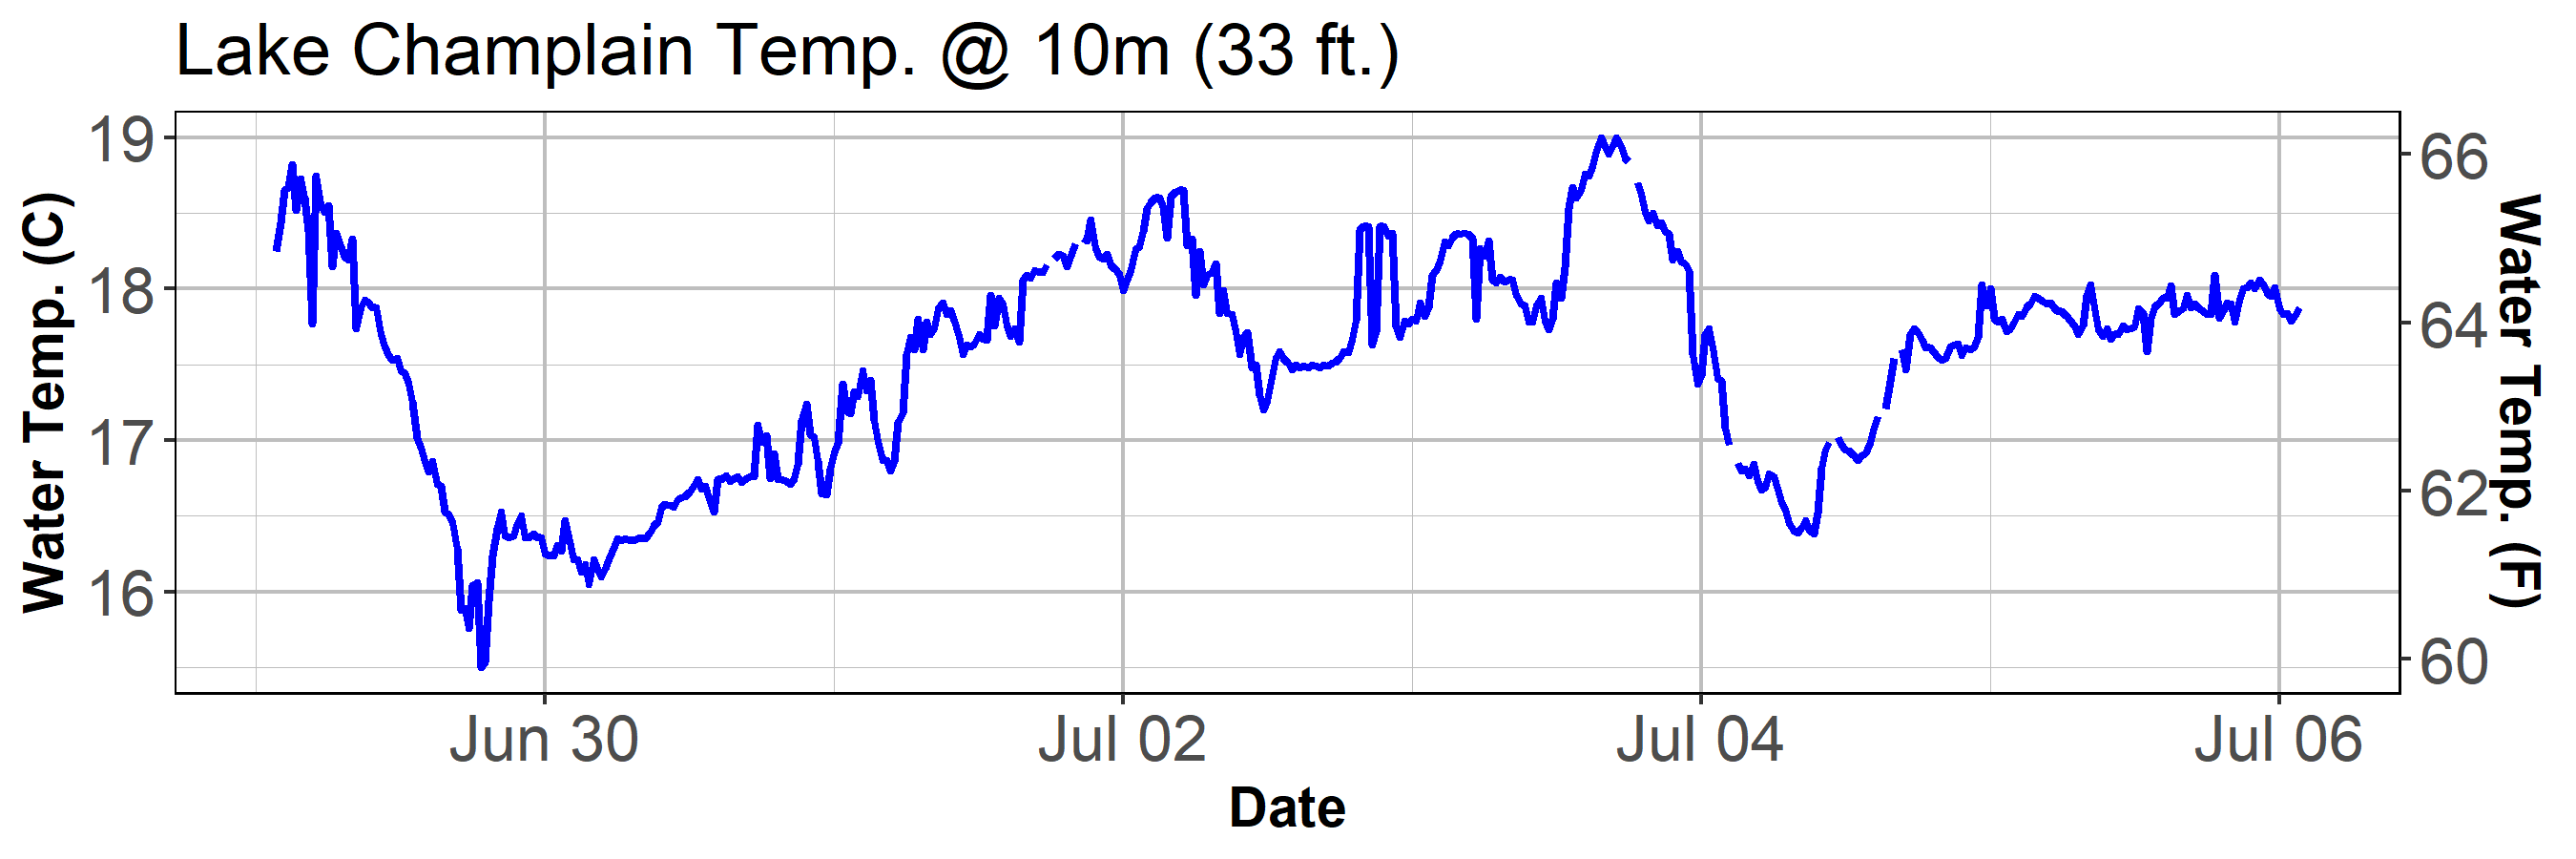 Lake Champlain Temp. @ 10m (33 ft.)
Water Temp. (C)
19
18
17
16
66
64
62
60
Water Temp. (F)
Jun 30
Jul 02
Jul 04
Jul 06
Date